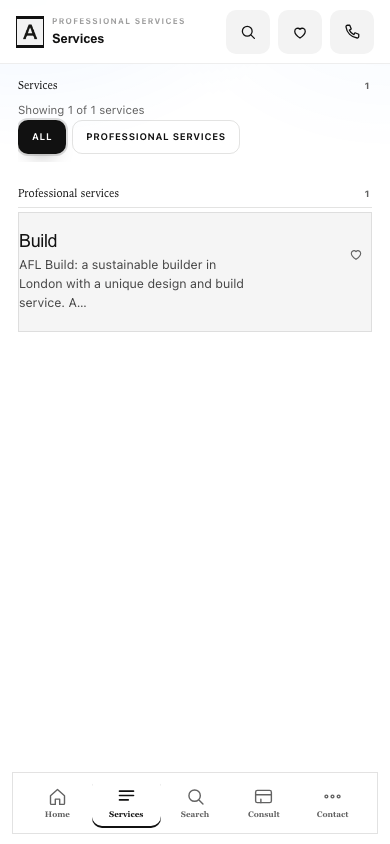 A
PROFESSIONAL SERVICES
Services
Services 1
Showing 1 of 1 services
ALL PROFESSIONAL SERVICES
Professional services 1
Build
AFL Build: a sustainable builder in
London with a unique design and build
service. A...
Home Services Search Consult Contact